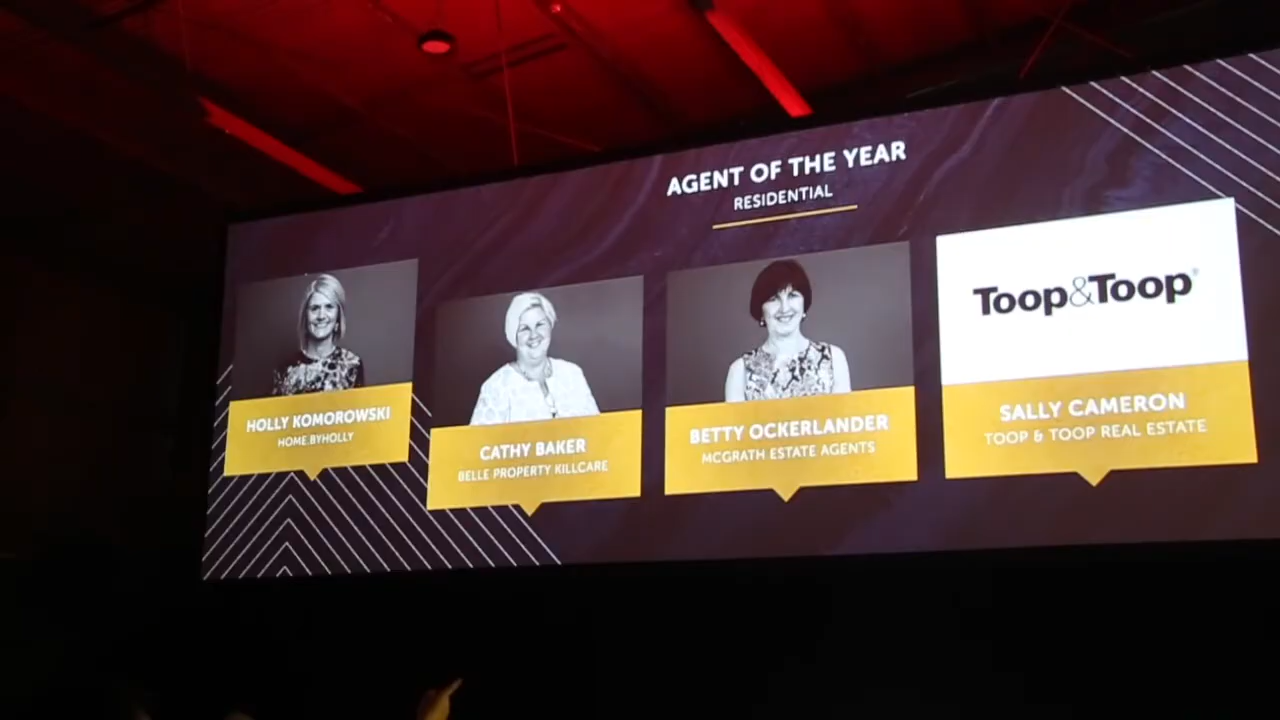 AGENT OF THE YEAR
RESIDENTIAL
HOLLY KOMOROWSKI
HOME BYHOLLY
CATHY BAKER
BELLE PROPERTY KILLCARE
BETTY OCKERLANDER
MCGRATH ESTATE AGENTS
Toop&Toop®
SALLY CAMERON
TOOP & TOOP REAL ESTATE